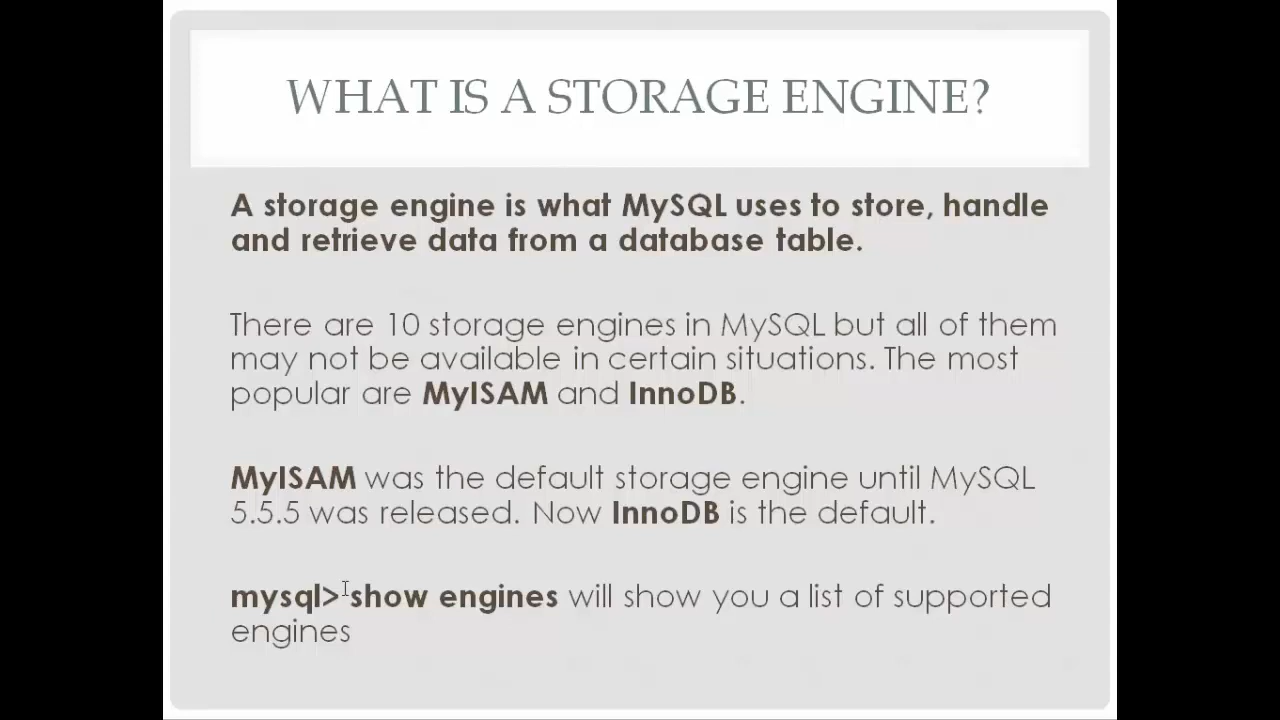 WHAT IS A STORAGE ENGINE?
A storage engine is what MySQL uses to store, handle
and retrieve data from a database table.
There are 10 storage engines in MySQL but all of them
may not be available in certain situations. The most
popular are MyISAM and InnoDB.
MyISAM was the default storage engine until MySQL
5.5.5 was released. Now InnoDB is the default.
mysql> show engines will show you a list of supported
engines